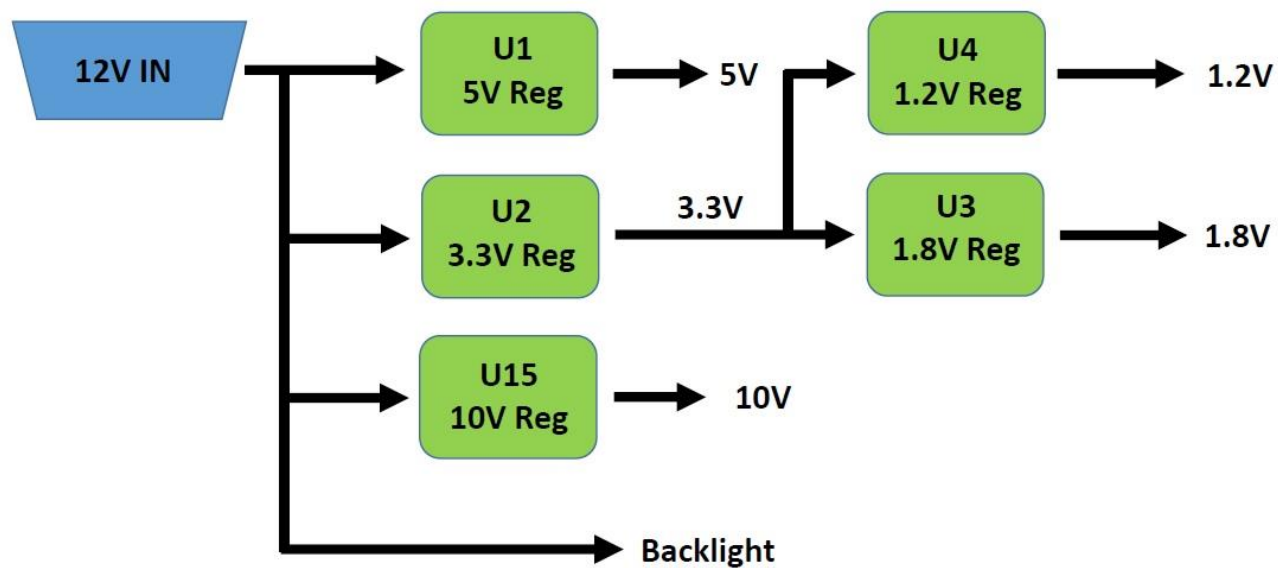 12V IN
U1
5V Reg
5V
U4
1.2V Reg
1.2V
U2
3.3V Reg
3.3V
U3
1.8V Reg
1.8V
U15
10V Reg
10V
Backlight